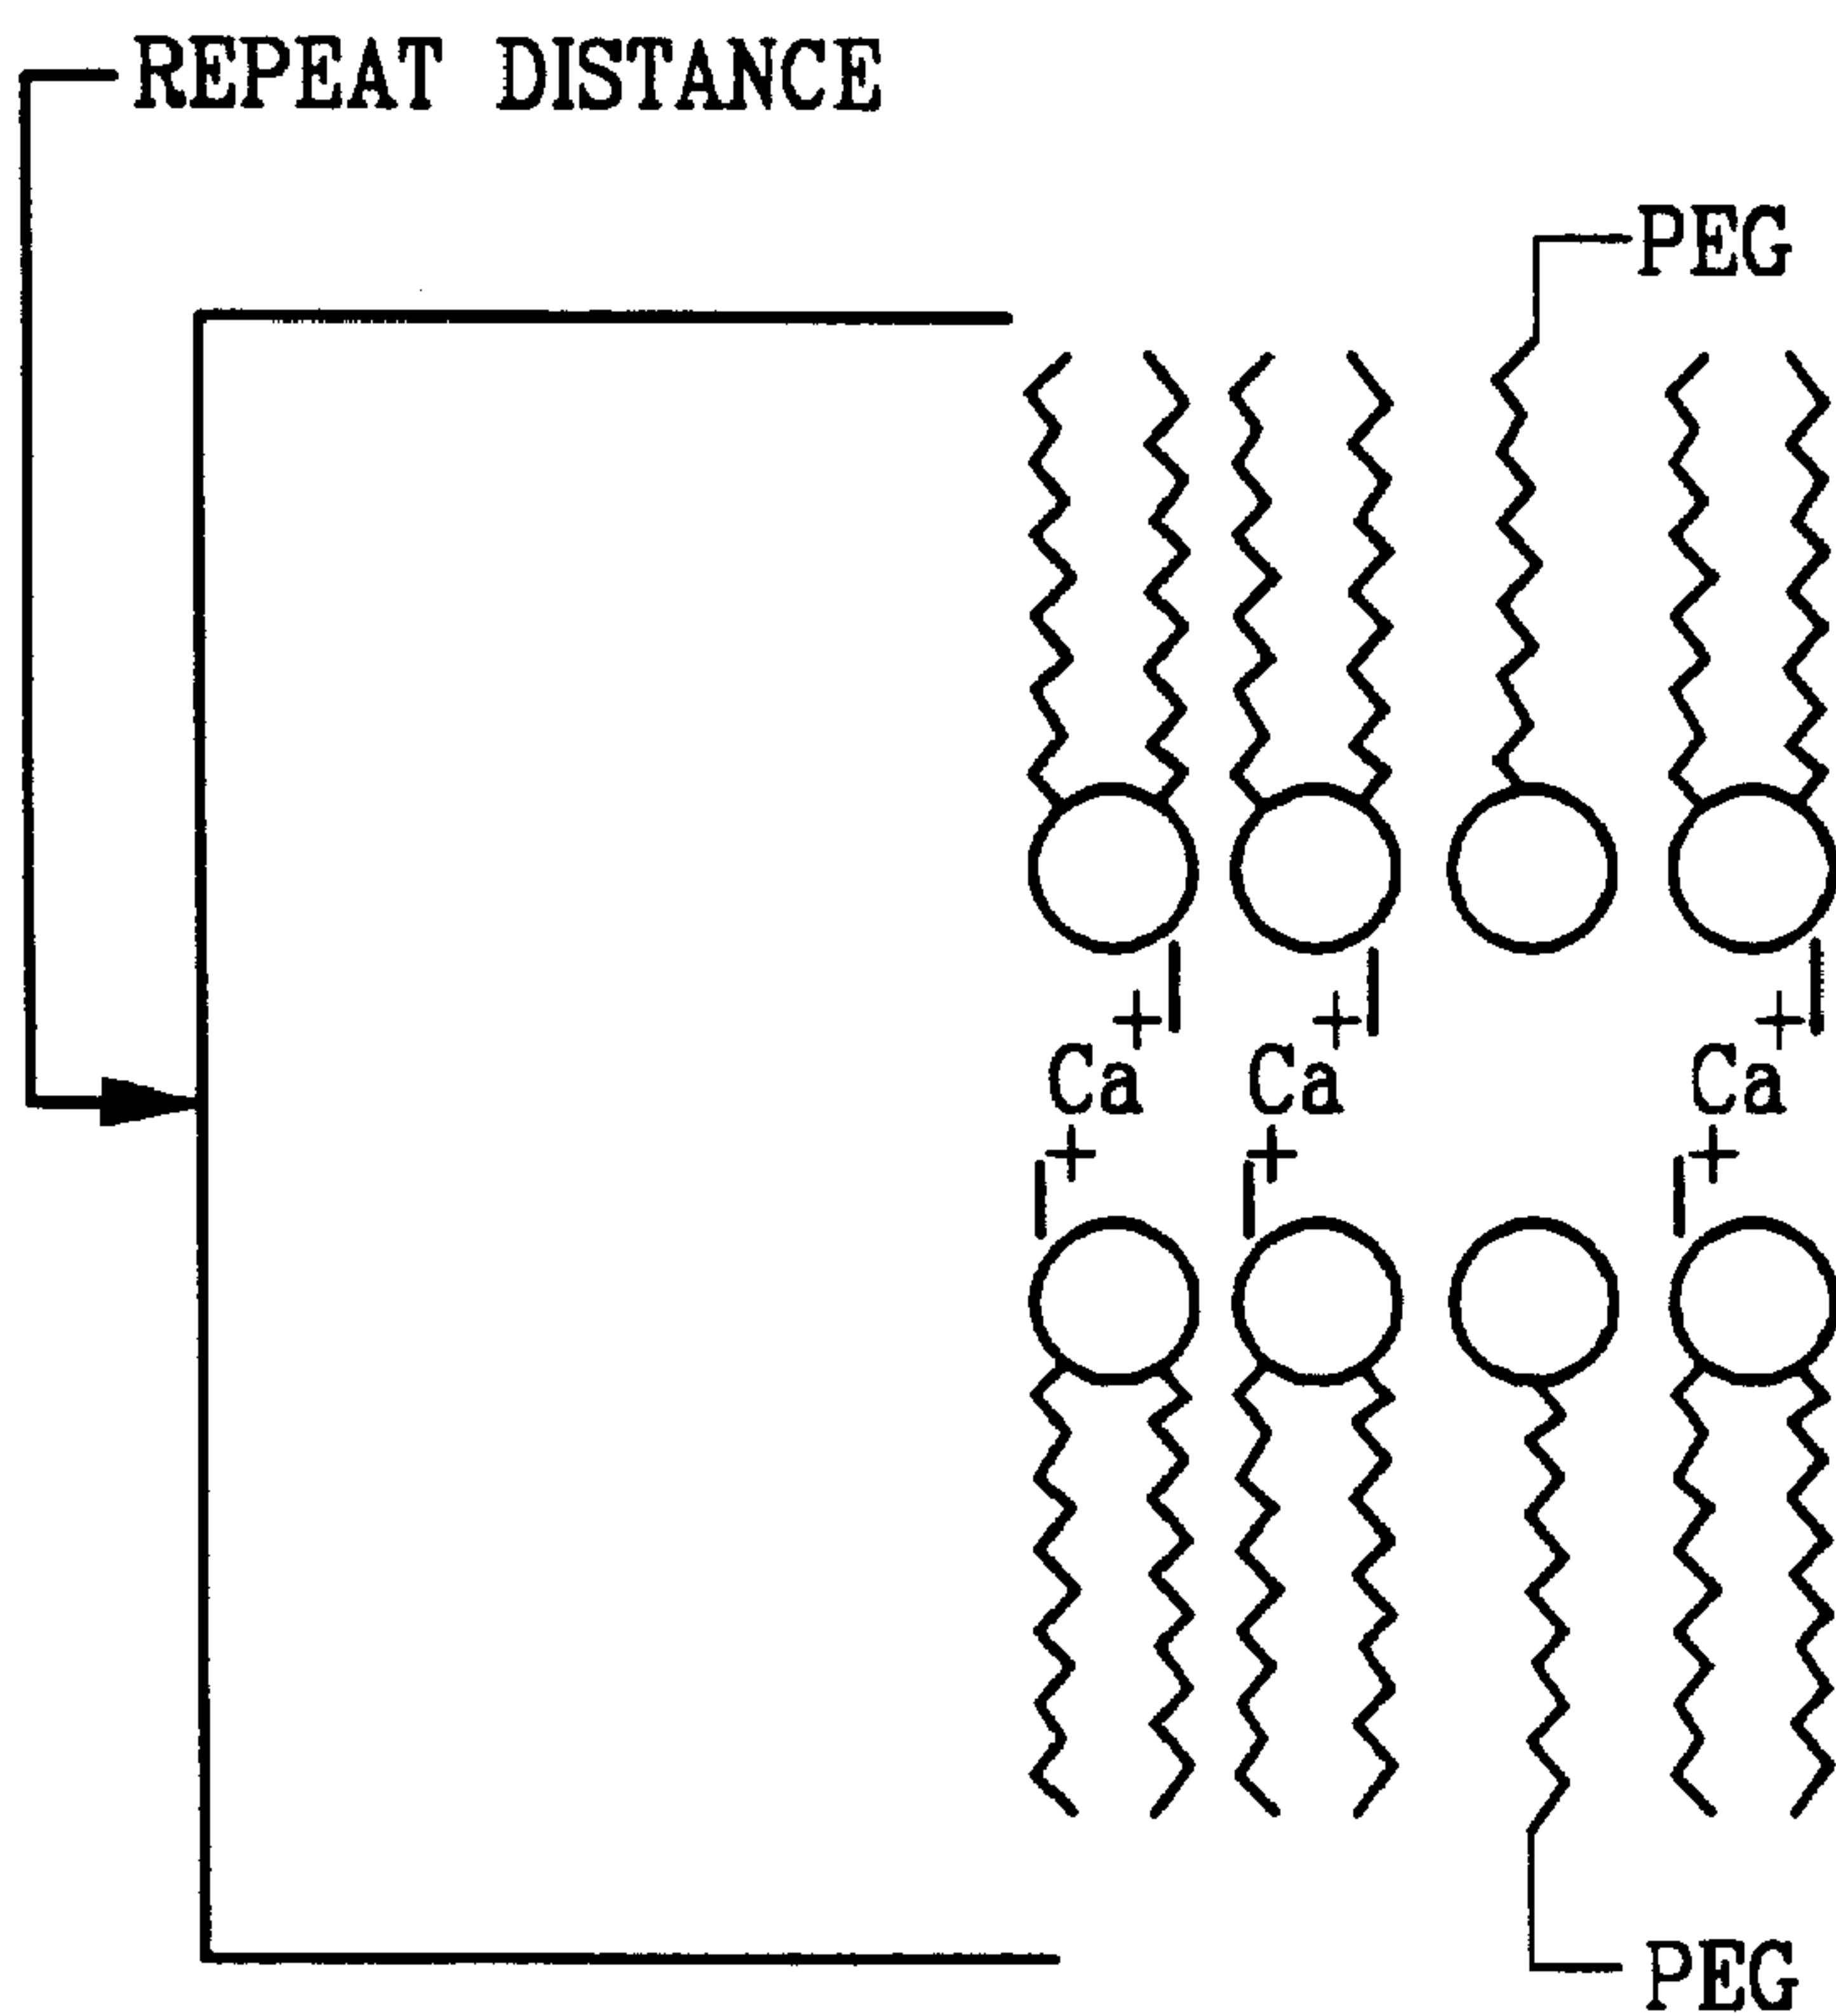 REPEAT DISTANCE
PEG
+ + +
Ca Ca Ca
+ + +
PEG